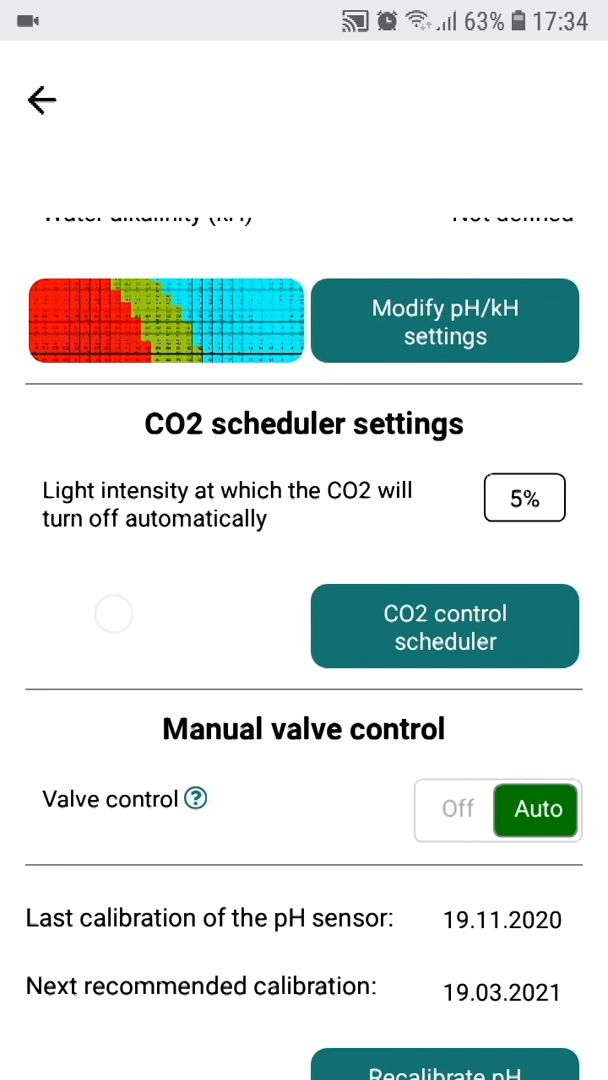 63% 17:34
Modify pH/kH
settings
CO2 scheduler settings
Light intensity at which the CO2 will
turn off automatically
5%
CO2 control
scheduler
Manual valve control
Valve control ?
Off Auto
Last calibration of the pH sensor: 19.11.2020
Next recommended calibration: 19.03.2021
Recalibrate pH